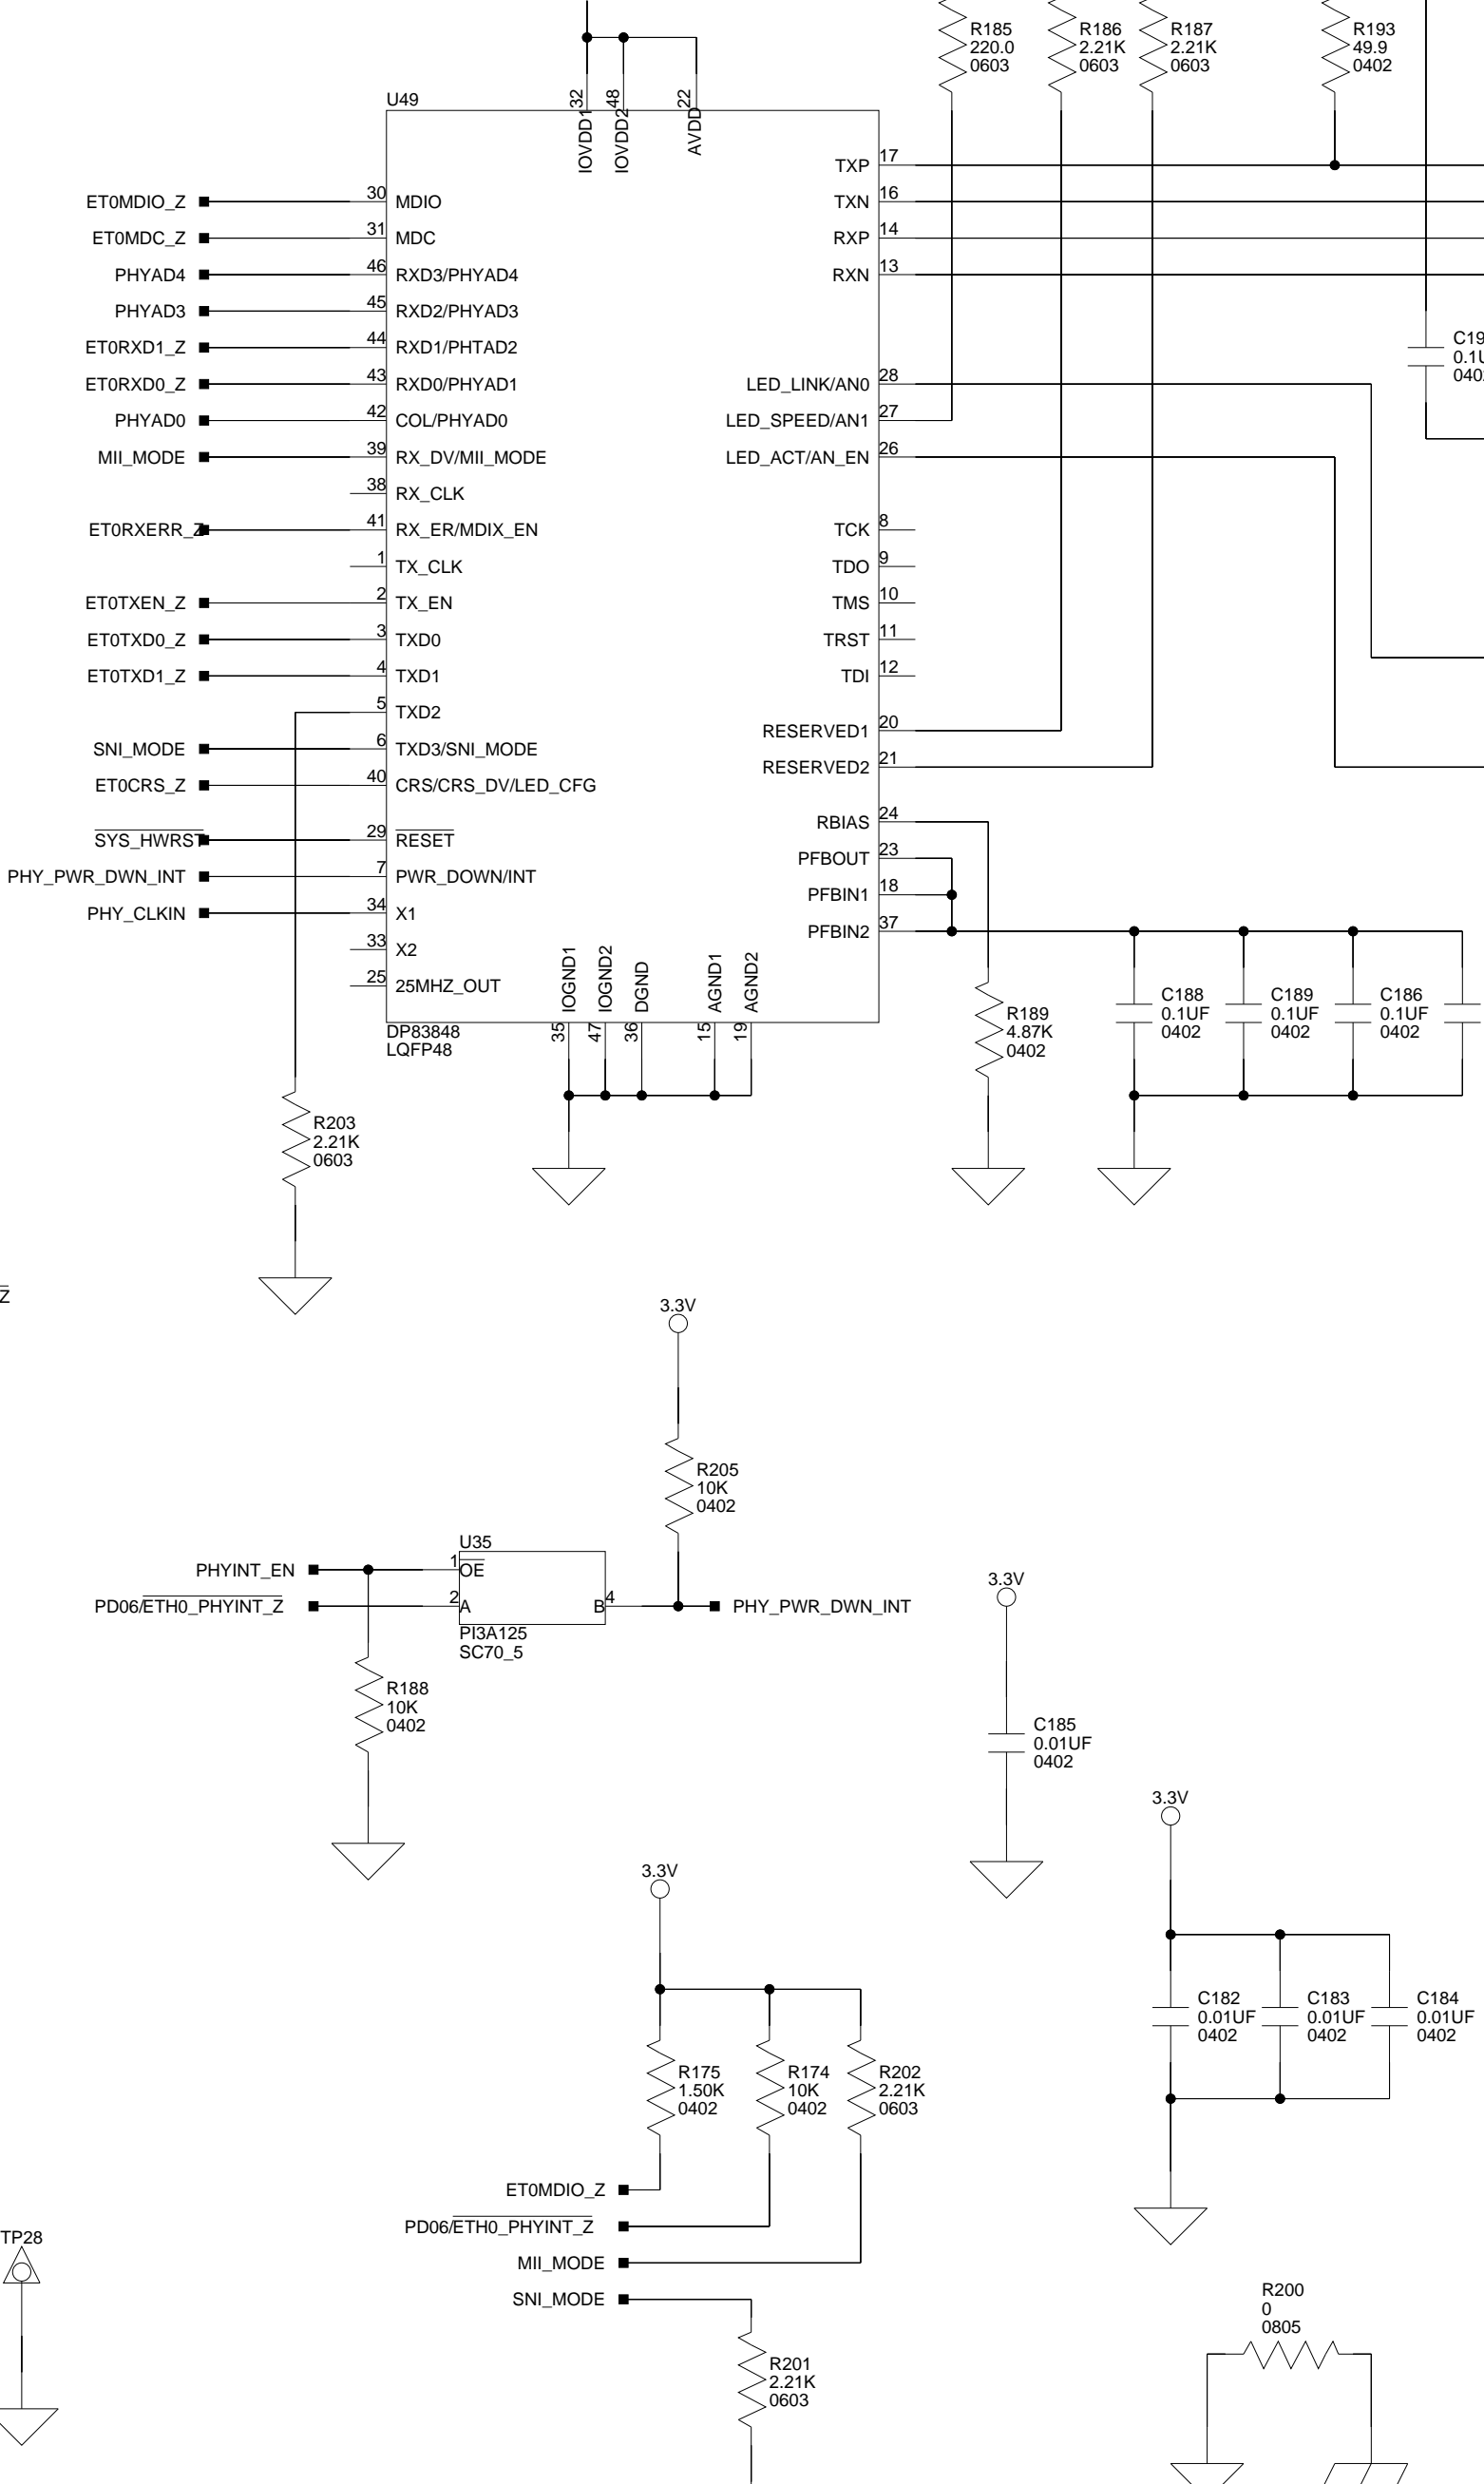 R185
220.0
0603
R186
2.21K
0603
R187
2.21K
0603
R193
49.9
0402
U49
32
IOVDD1
48
IOVDD2
22
AVDD
ET0MDIO_Z 30 MDIO
ET0MDC_Z 31 MDC
PHYAD4 46 RXD3/PHYAD4
PHYAD3 45 RXD2/PHYAD3
ET0RXD1_Z 44 RXD1/PHTAD2
ET0RXD0_Z 43 RXD0/PHYAD1
PHYAD0 42 COL/PHYAD0
MII_MODE 39 RX_DV/MII_MODE
38 RX_CLK
ET0RXERR_Z 41 RX_ER/MDIX_EN
1 TX_CLK
ET0TXEN_Z 2 TX_EN
ET0TXD0_Z 3 TXD0
ET0TXD1_Z 4 TXD1
5 TXD2
SNI_MODE 6 TXD3/SNI_MODE
ET0CRS_Z 40 CRS/CRS_DV/LED_CFG
SYS_HWRST 29 RESET
PHY_PWR_DWN_INT 7 PWR_DOWN/INT
PHY_CLKIN 34 X1
33 X2
25 25MHZ_OUT
TXP 17
TXN 16
RXP 14
RXN 13
LED_LINK/AN0 28
LED_SPEED/AN1 27
LED_ACT/AN_EN 26
TCK 8
TDO 9
TMS 10
TRST 11
TDI 12
RESERVED1 20
RESERVED2 21
RBIAS 24
PFBOUT 23
PFBIN1 18
PFBIN2 37
IOGND1
35
IOGND2
47
DGND
36
AGND1
15
AGND2
19
DP83848
LQFP48
C19
0.1U
040
R189
4.87K
0402
C188
0.1UF
0402
C189
0.1UF
0402
C186
0.1UF
0402
R203
2.21K
0603
Z
3.3V
R205
10K
0402
U35
PHYINT_EN 1 OE
PD06/ETH0_PHYINT_Z 2 A
B 4 PHY_PWR_DWN_INT
PI3A125
SC70_5
R188
10K
0402
3.3V
C185
0.01UF
0402
3.3V
C182
0.01UF
0402
C183
0.01UF
0402
C184
0.01UF
0402
3.3V
R175
1.50K
0402
R174
10K
0402
R202
2.21K
0603
ET0MDIO_Z
PD06/ETH0_PHYINT_Z
MII_MODE
SNI_MODE
R201
2.21K
0603
TP28
R200
0
0805